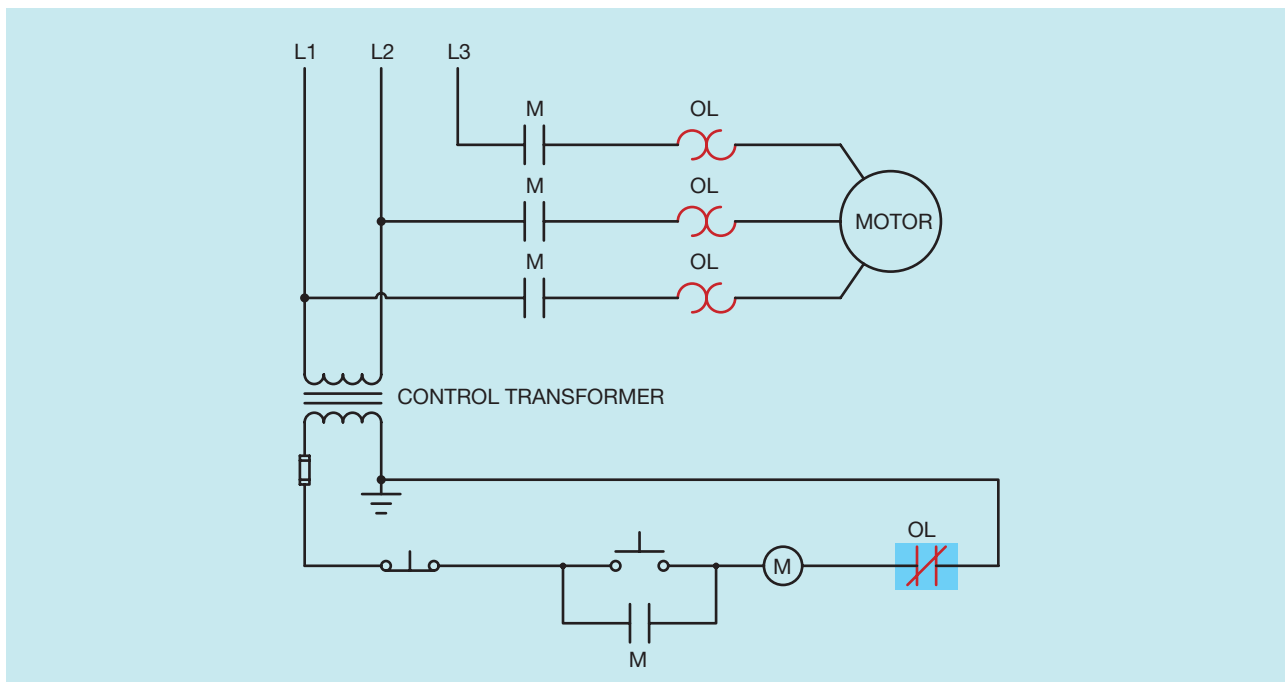 L1 L2 L3
M OL
M OL
MOTOR
M OL
CONTROL TRANSFORMER
OL
M
M